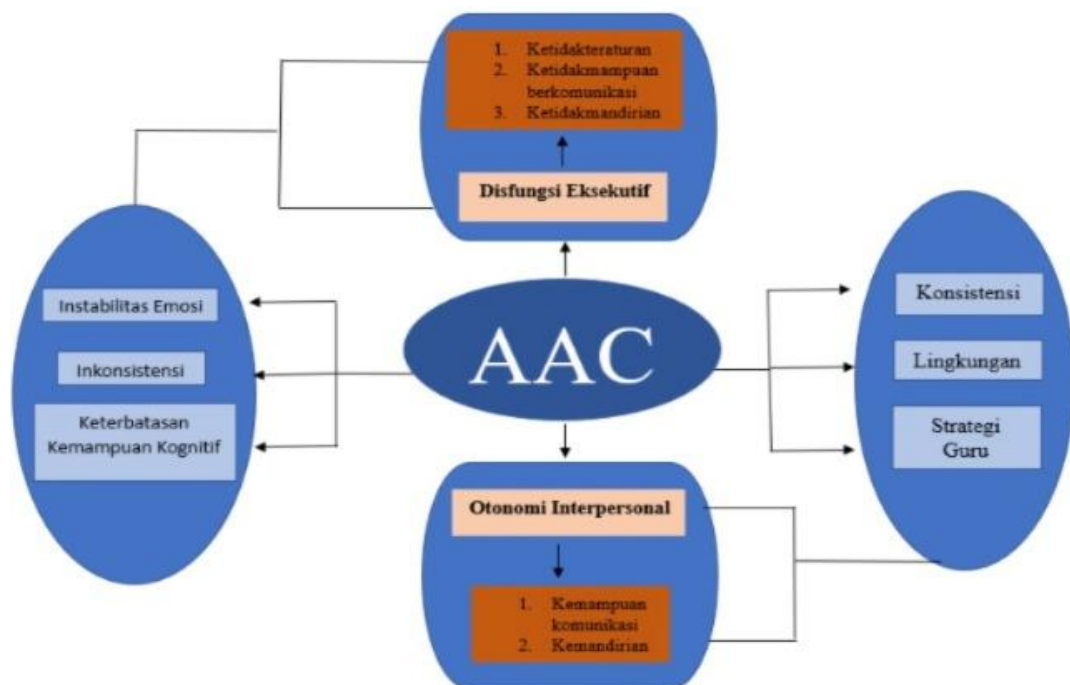 1. Ketidakteraturan
2. Ketidakmampuan
berkomunikasi
3. Ketidakmandirian
Disfungsi Eksekutif
Instabilitas Emosi
Inkonsistensi
Keterbatasan
Kemampuan Kognitif
AAC
Konsistensi
Lingkungan
Strategi
Guru
Otonomi Interpersonal
1. Kemampuan
komunikasi
2. Kemandirian